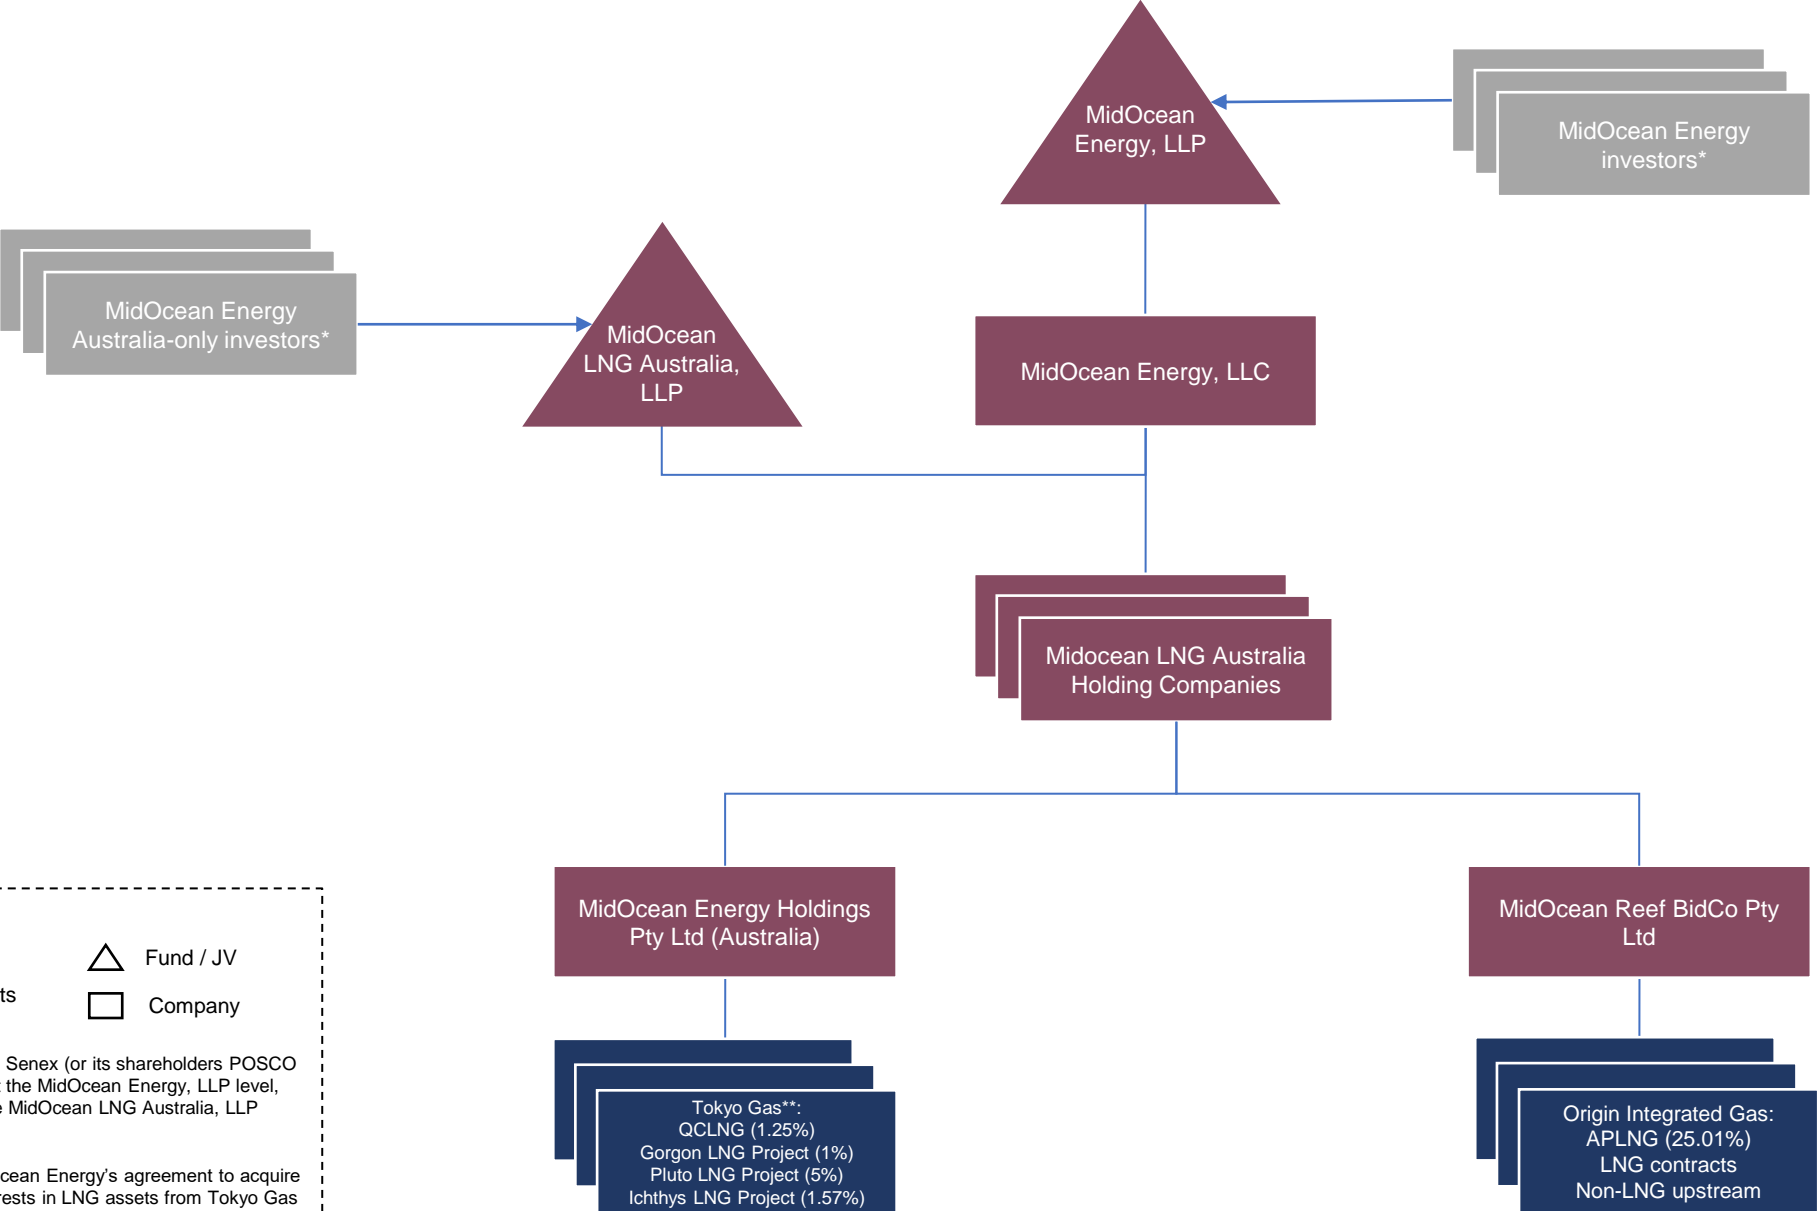 MidOcean
Energy, LLP
MidOcean Energy
investors*
MidOcean Energy
Australia-only investors*
MidOcean
LNG Australia,
LLP
MidOcean Energy, LLC
Midocean LNG Australia
Holding Companies
MidOcean Energy Holdings
Pty Ltd (Australia)
MidOcean Reef BidCo Pty
Ltd
Fund / JV
Company
Senex (or its shareholders POSCO
the MidOcean Energy, LLP level,
MidOcean LNG Australia, LLP
Energy's agreement to acquire
in LNG assets from Tokyo Gas
Tokyo Gas**:
QCLNG (1.25%)
Gorgon LNG Project (1%)
Pluto LNG Project (5%)
Ichthys LNG Project (1.57%)
Origin Integrated Gas:
APLNG (25.01%)
LNG contracts
Non-LNG upstream